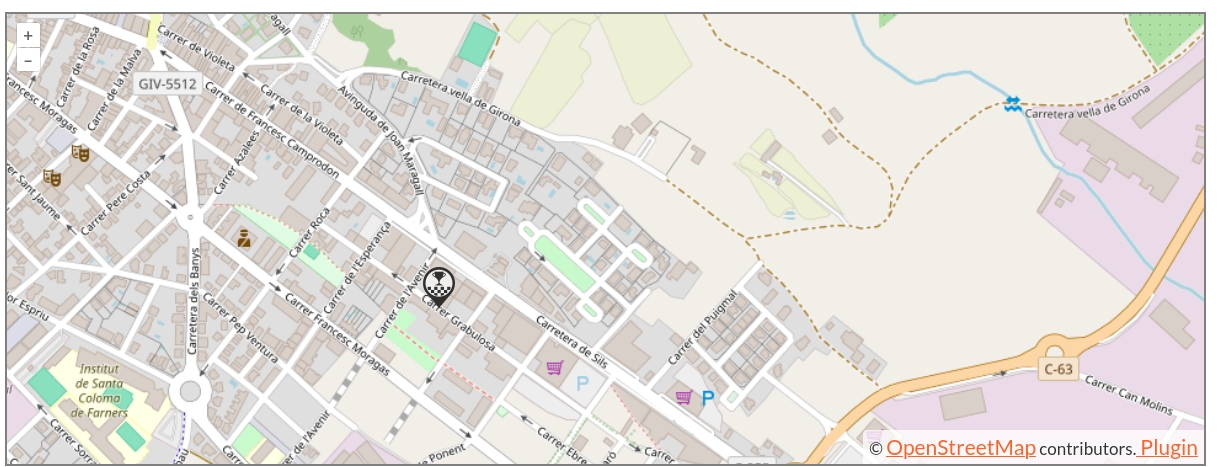 +
−
GIV-5512
Carrer de la Rosa
Carrer de la Malva
Carrer de Violeta
Carrer de Francesc Camprodon
Carrer de la Violeta
Avinguda de Joan Maragall
Carretera vella de Girona
Carretera vella de Girona
Francesc Moragas
Carrer Azalees
Carrer Pere Costa
Sant Jaume
Carrer Roca
Carrer de l'Esperança
Carrer de l'Avenir
Carrer Grabulosa
Carretera dels Banys
Carrer Pep Ventura
Carrer Francesc Moragas
Carretera de Sils
Carrer del Puigmal
Espriu
Institut
de Santa
Coloma
de Farners
P
P
C-63
Carrer Can Molins
Carrer Sorra
de l'Avenir
de Ponent
Carrer Ebre
Carrer
© OpenStreetMap contributors. Plugin